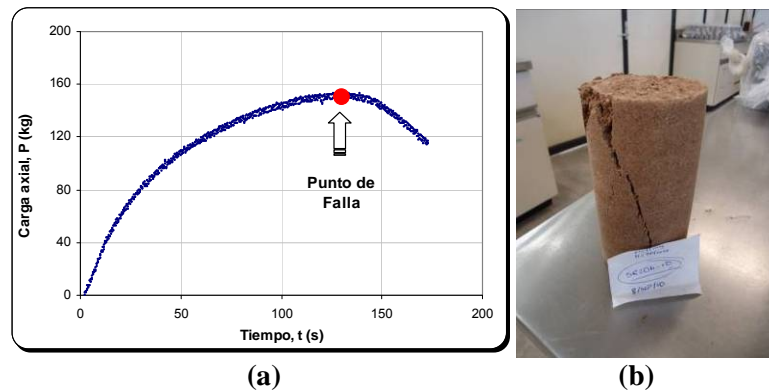 200
160
120
80
40
0
Carga axial, P (kg)
Punto de
Falla
0 50 100 150 200
Tiempo, t (s)
(a)
(b)